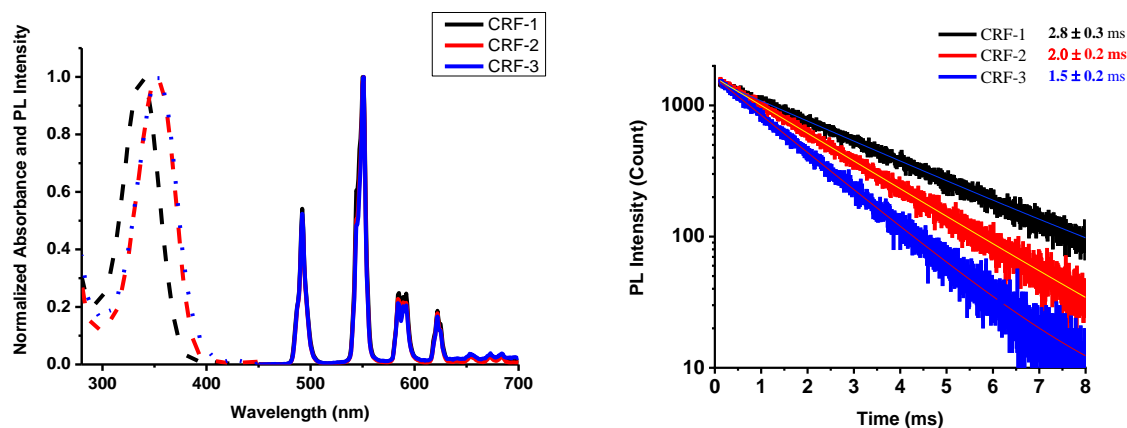 CRF-1
CRF-2
CRF-3
Normalized Absorbance and PL Intensity
1.0
0.8
0.6
0.4
0.2
0.0
300 400 500 600 700
Wavelength (nm)
CRF-1 2.8 ± 0.3 ms
CRF-2 2.0 ± 0.2 ms
CRF-3 1.5 ± 0.2 ms
PL Intensity (Count)
1000
100
10
0 1 2 3 4 5 6 7 8
Time (ms)